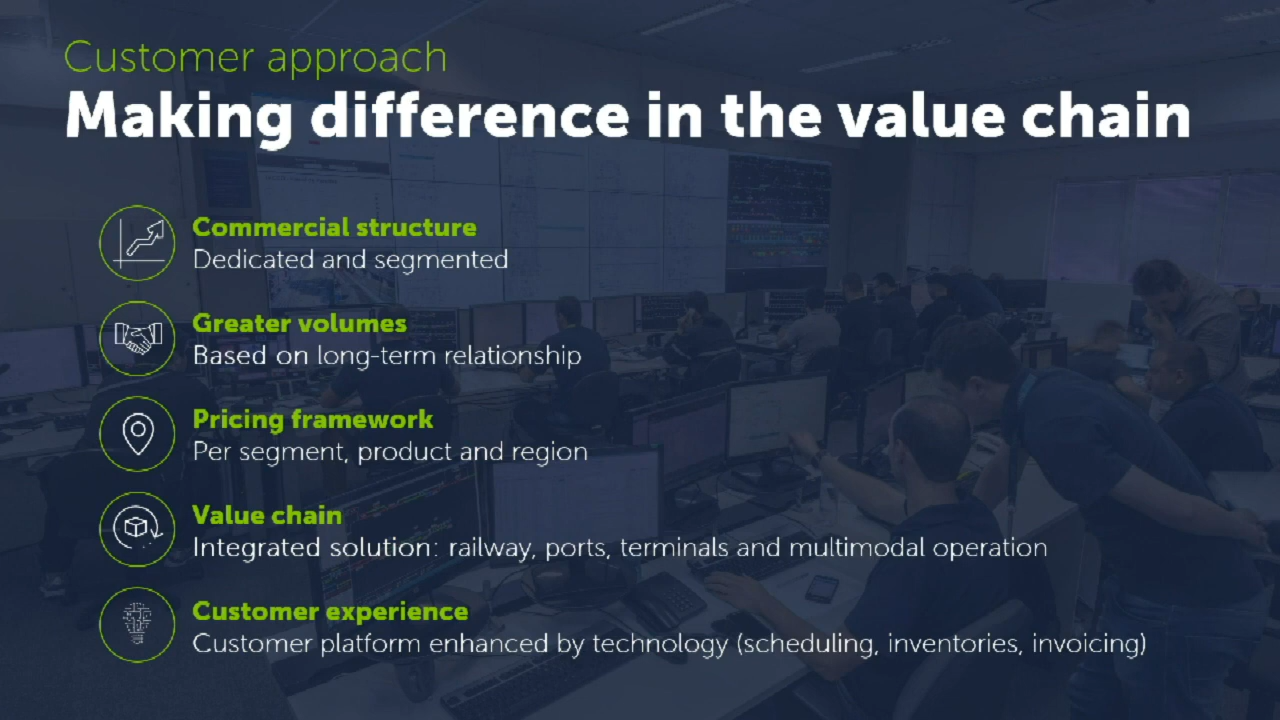 Customer approach
Making difference in the value chain
Commercial structure
Dedicated and segmented
Greater volumes
Based on long-term relationship
Pricing framework
Per segment, product and region
Value chain
Integrated solution: railway, ports, terminals and multimodal operation
Customer experience
Customer platform enhanced by technology (scheduling, inventories, invoicing)